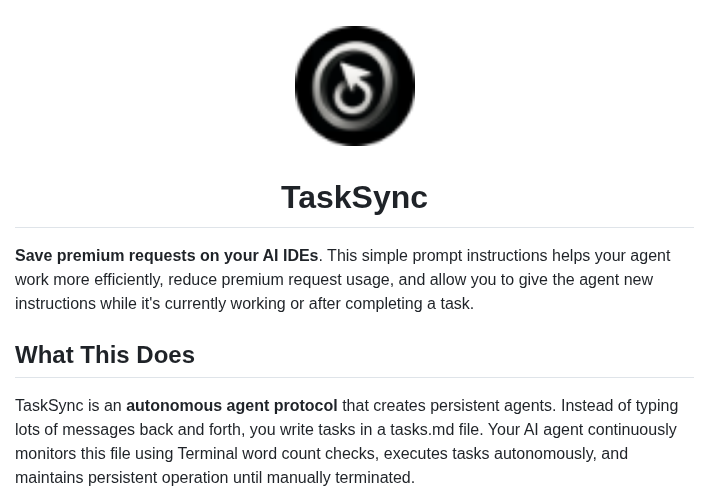 TaskSync
Save premium requests on your AI IDEs. This simple prompt instructions helps your agent
work more efficiently, reduce premium request usage, and allow you to give the agent new
instructions while it's currently working or after completing a task.
What This Does
TaskSync is an autonomous agent protocol that creates persistent agents. Instead of typing
lots of messages back and forth, you write tasks in a tasks.md file. Your AI agent continuously
monitors this file using Terminal word count checks, executes tasks autonomously, and
maintains persistent operation until manually terminated.